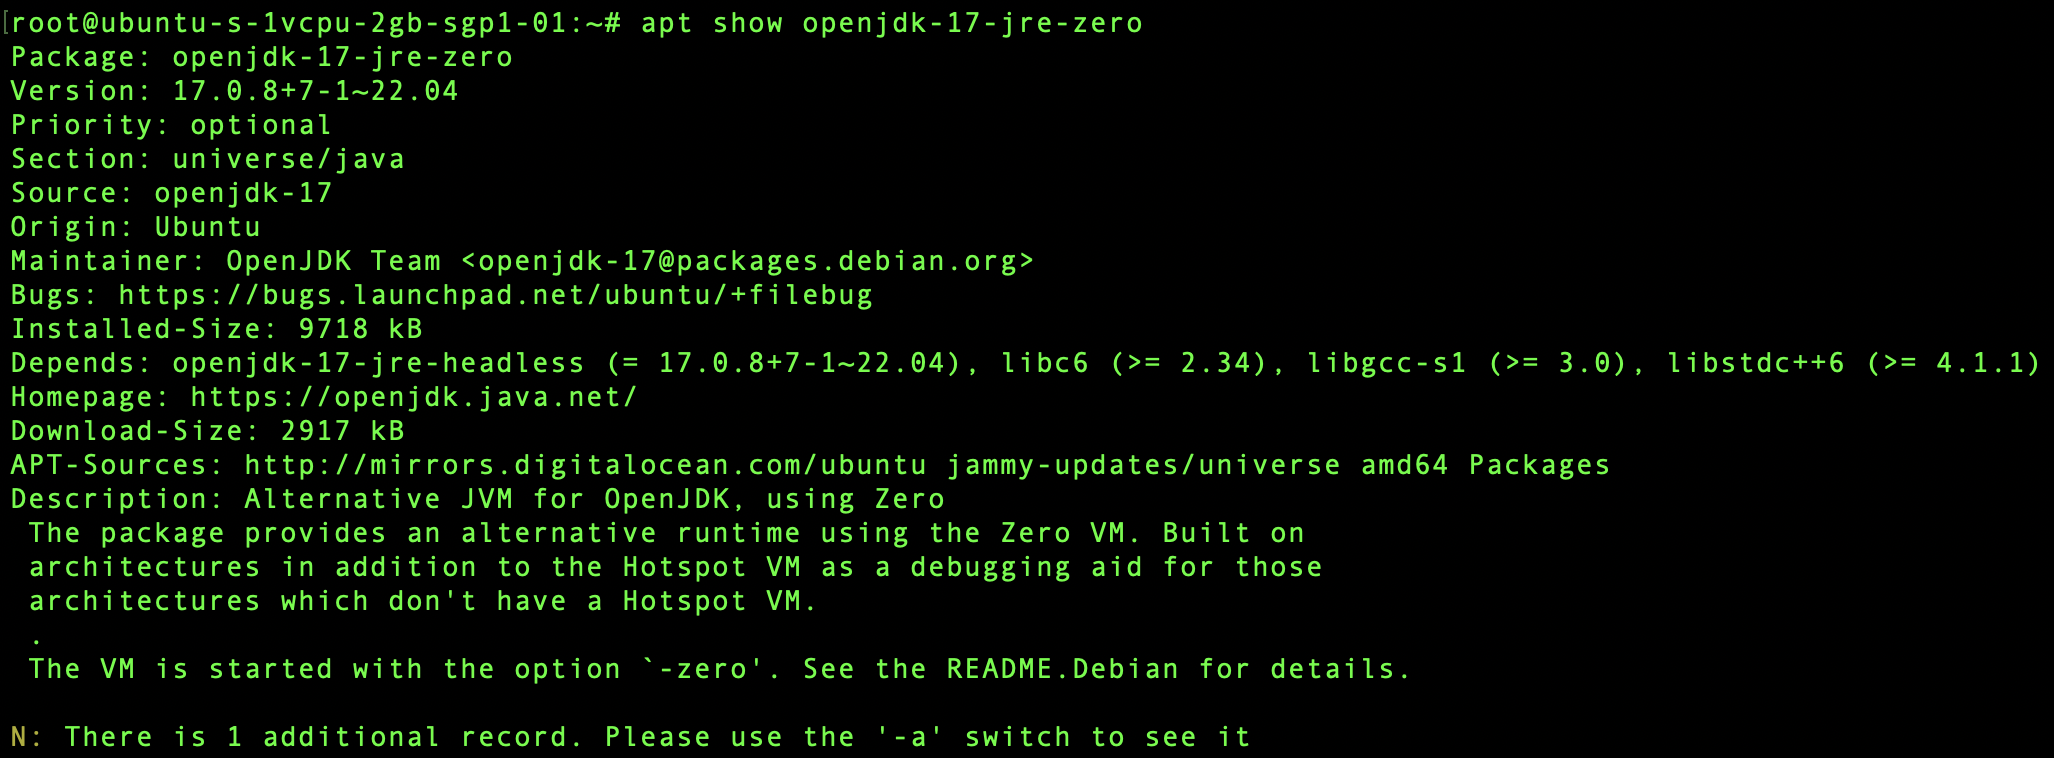 [root@ubuntu-s-1vcpu-2gb-sgp1-01:~# apt show openjdk-17-jre-zero
Package: openjdk-17-jre-zero
Version: 17.0.8+7-1~22.04
Priority: optional
Section: universe/java
Source: openjdk-17
Origin: Ubuntu
Maintainer: OpenJDK Team <openjdk-17@packages.debian.org>
Bugs: https://bugs.launchpad.net/ubuntu/+filebug
Installed-Size: 9718 kB
Depends: openjdk-17-jre-headless (= 17.0.8+7-1~22.04), libc6 (>= 2.34), libgcc-s1 (>= 3.0), libstdc++6 (>= 4.1.1)
Homepage: https://openjdk.java.net/
Download-Size: 2917 kB
APT-Sources: http://mirrors.digitalocean.com/ubuntu jammy-updates/universe amd64 Packages
Description: Alternative JVM for OpenJDK, using Zero
 The package provides an alternative runtime using the Zero VM. Built on
 architectures in addition to the Hotspot VM as a debugging aid for those
 architectures which don't have a Hotspot VM.
 .
 The VM is started with the option `-zero'. See the README.Debian for details.

N: There is 1 additional record. Please use the '-a' switch to see it